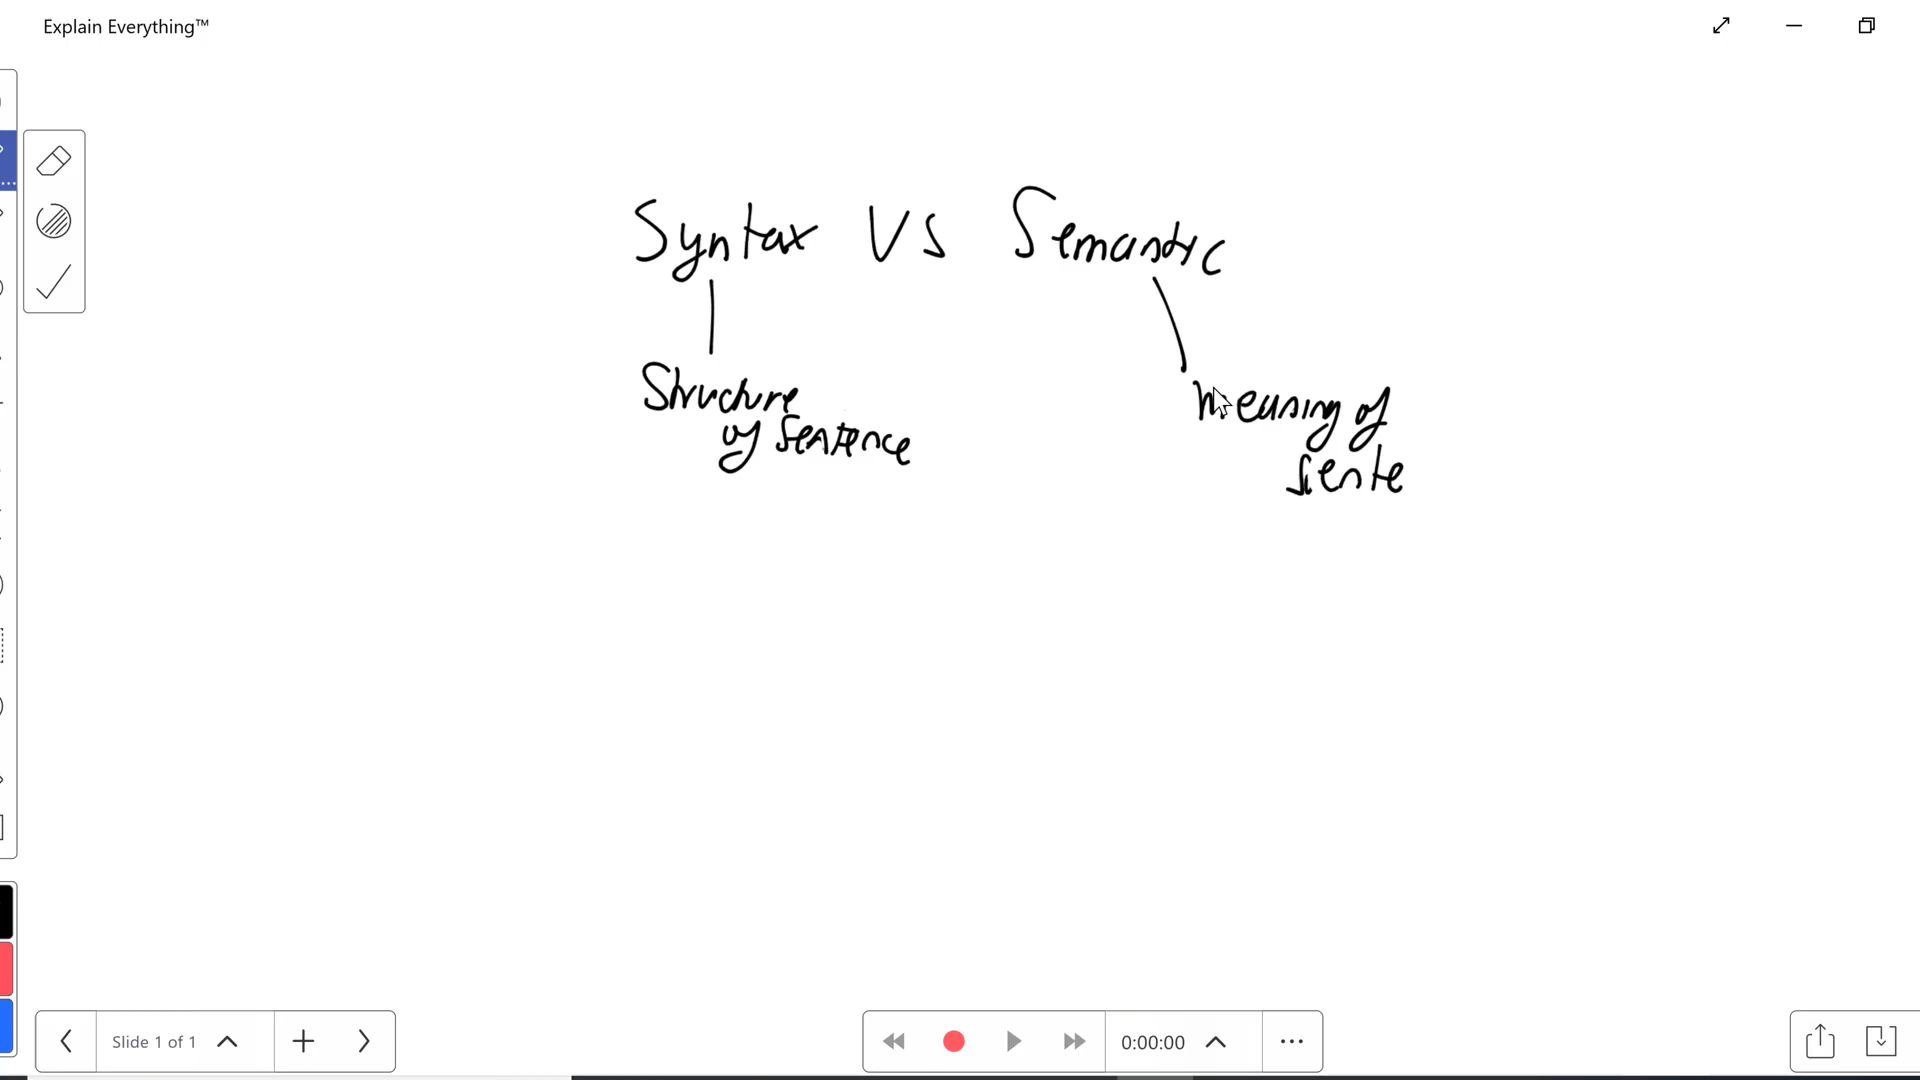 Explain Everything™
Syntax VS Semantic
Structure
of Sentence
meaning of
sente
Slide 1 of 1
0:00:00